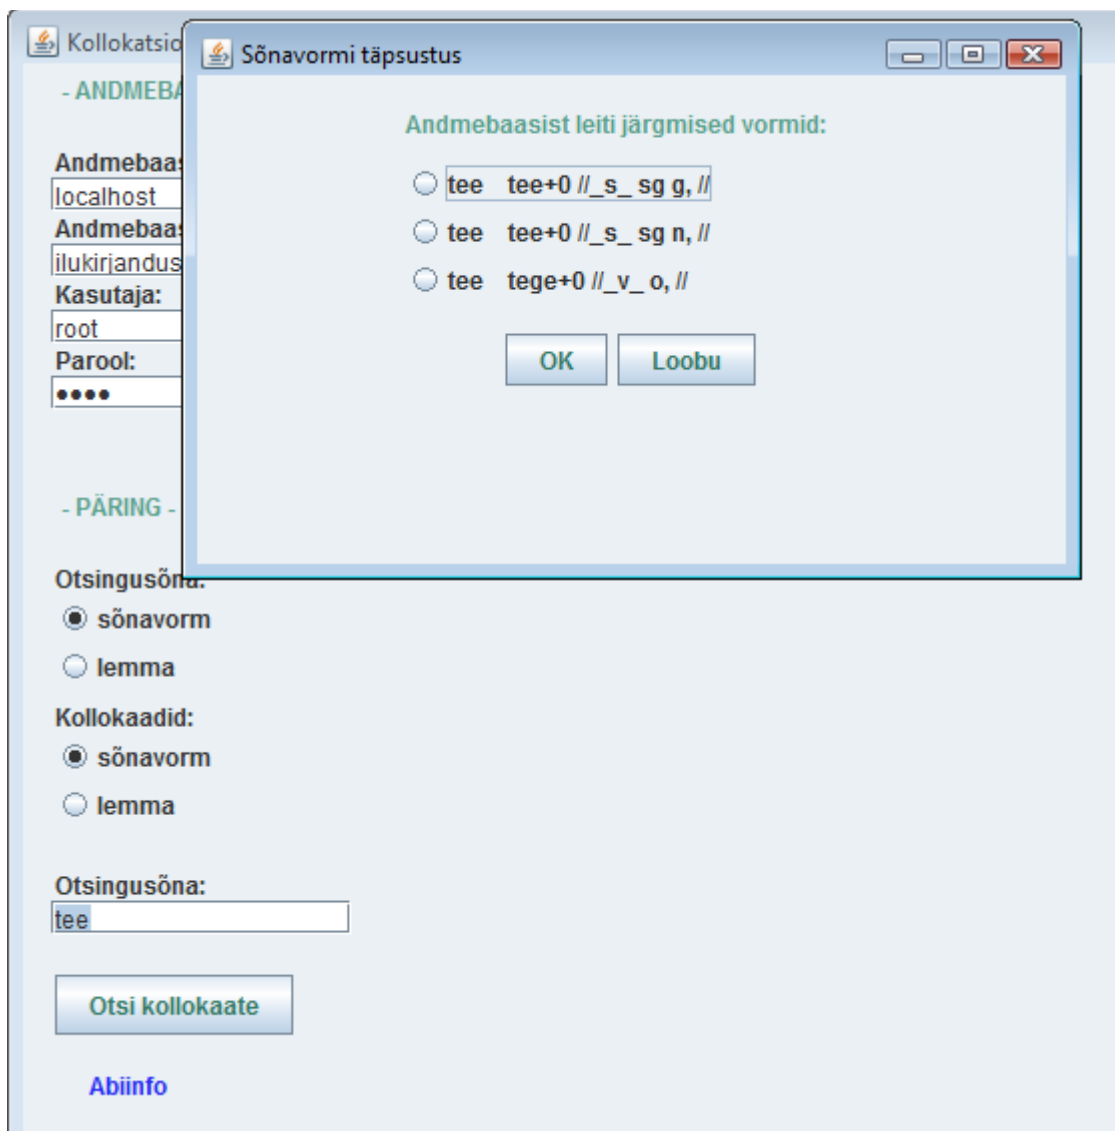 Kollokatsio
Sõnavormi täpsustus
- ANDMEBA
Andmebaasist leiti järgmised vormid:
tee tee+0 //_s_ sg g, //
tee tee+0 //_s_ sg n, //
tee tege+0 //_v_ o, //
OK Loobu
Andmebaas
localhost
Andmebaas
ilukirjandus
Kasutaja:
root
Parool:
••••
- PÄRING -
Otsingusõna:
sõnavorm
lemma
Kollokaadid:
sõnavorm
lemma
Otsingusõna:
tee
Otsi kollokaate
Abiinfo